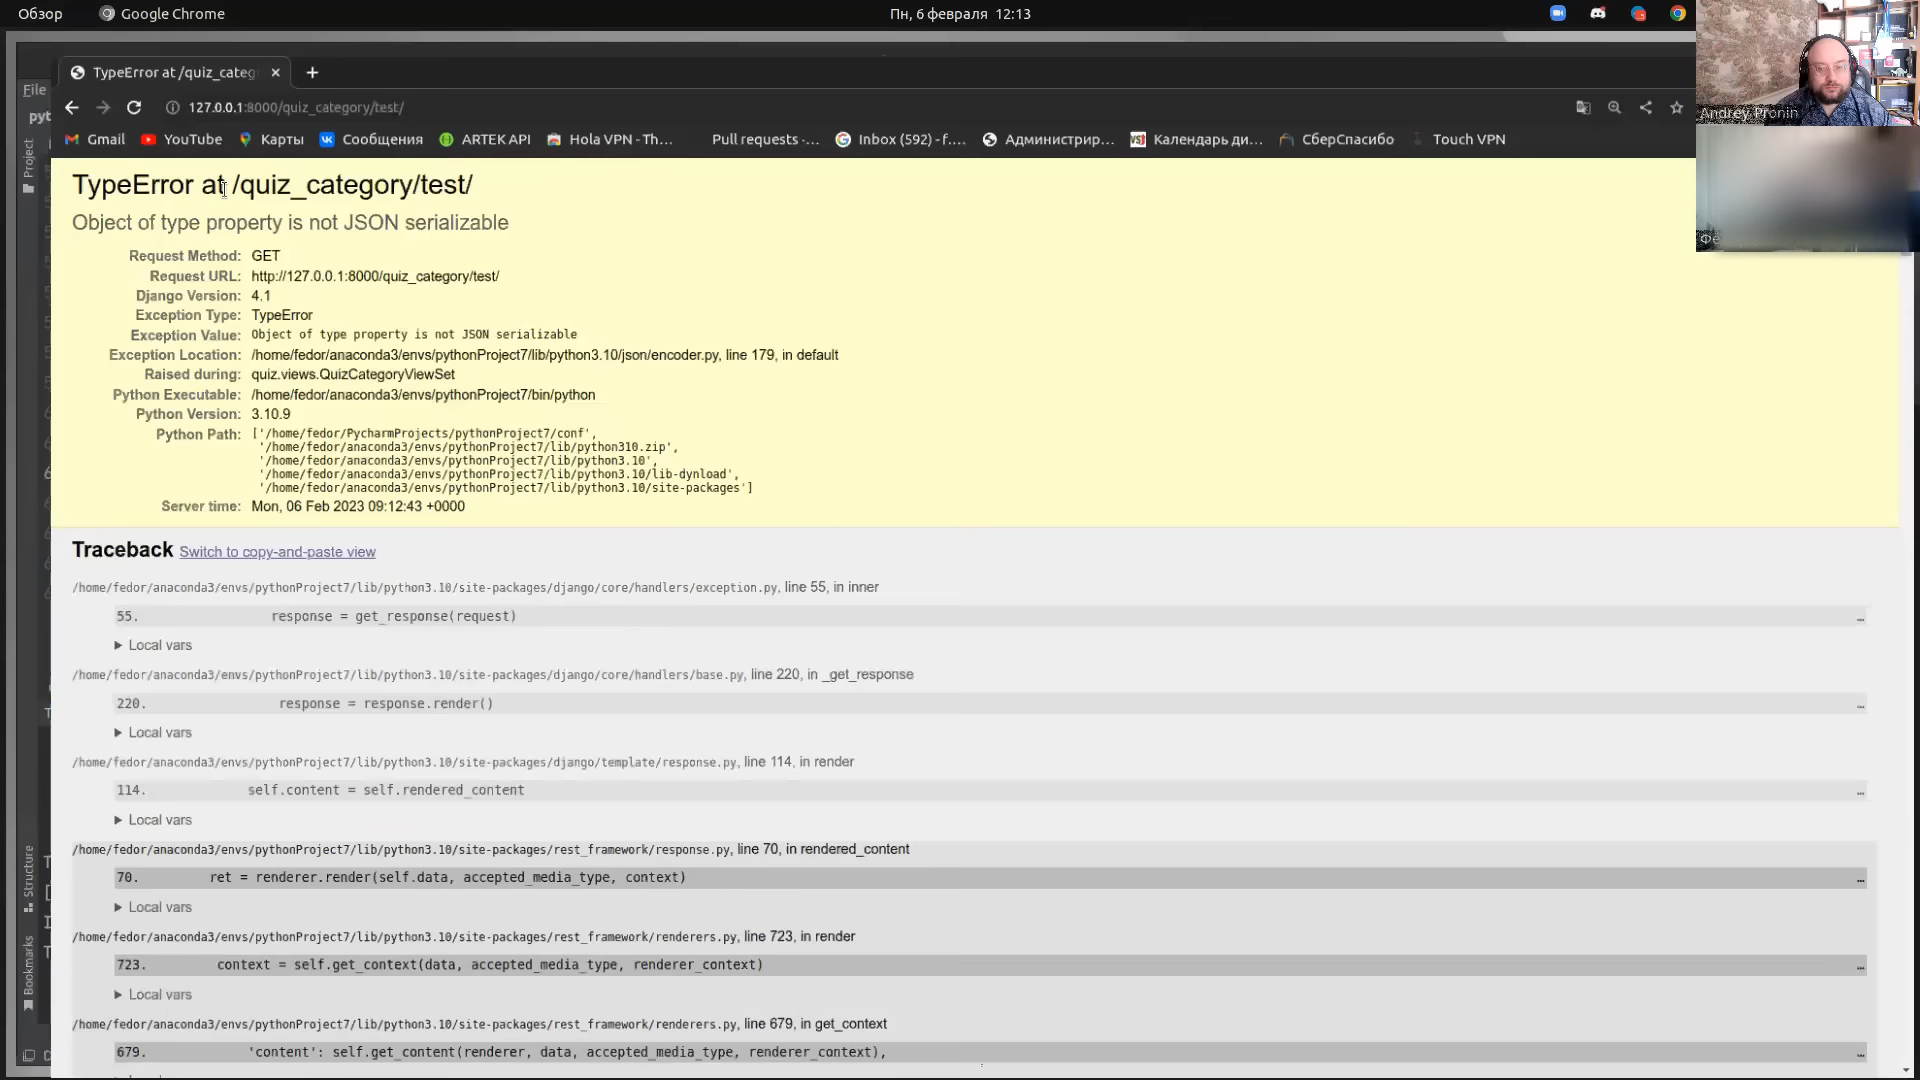 Обзор
Google Chrome
Пн, 6 февраля 12:13
File
TypeError at /quiz_categ
127.0.0.1:8000/quiz_category/test/
Gmail
YouTube
Карты
Сообщения
ARTEK API
Hola VPN - Th...
Pull requests ·...
Inbox (592) - f....
Администрир...
Календарь ди...
СберСпасибо
Touch VPN
Andrey Pronin
pyt
Project
Structure
Bookmarks
TypeError at /quiz_category/test/
Object of type property is not JSON serializable
Request Method: GET
Request URL: http://127.0.0.1:8000/quiz_category/test/
Django Version: 4.1
Exception Type: TypeError
Exception Value: Object of type property is not JSON serializable
Exception Location: /home/fedor/anaconda3/envs/pythonProject7/lib/python3.10/json/encoder.py, line 179, in default
Raised during: quiz.views.QuizCategoryViewSet
Python Executable: /home/fedor/anaconda3/envs/pythonProject7/bin/python
Python Version: 3.10.9
Python Path: ['/home/fedor/PycharmProjects/pythonProject7/conf',
'/home/fedor/anaconda3/envs/pythonProject7/lib/python310.zip',
'/home/fedor/anaconda3/envs/pythonProject7/lib/python3.10',
'/home/fedor/anaconda3/envs/pythonProject7/lib/python3.10/lib-dynload',
'/home/fedor/anaconda3/envs/pythonProject7/lib/python3.10/site-packages']
Server time: Mon, 06 Feb 2023 09:12:43 +0000
Traceback Switch to copy-and-paste view
/home/fedor/anaconda3/envs/pythonProject7/lib/python3.10/site-packages/django/core/handlers/exception.py, line 55, in inner
55. response = get_response(request) …
▶ Local vars
/home/fedor/anaconda3/envs/pythonProject7/lib/python3.10/site-packages/django/core/handlers/base.py, line 220, in _get_response
220. response = response.render() …
▶ Local vars
/home/fedor/anaconda3/envs/pythonProject7/lib/python3.10/site-packages/django/template/response.py, line 114, in render
114. self.content = self.rendered_content …
▶ Local vars
/home/fedor/anaconda3/envs/pythonProject7/lib/python3.10/site-packages/rest_framework/response.py, line 70, in rendered_content
70. ret = renderer.render(self.data, accepted_media_type, context) …
▶ Local vars
/home/fedor/anaconda3/envs/pythonProject7/lib/python3.10/site-packages/rest_framework/renderers.py, line 723, in render
723. context = self.get_context(data, accepted_media_type, renderer_context) …
▶ Local vars
/home/fedor/anaconda3/envs/pythonProject7/lib/python3.10/site-packages/rest_framework/renderers.py, line 679, in get_context
679. 'content': self.get_content(renderer, data, accepted_media_type, renderer_context), …